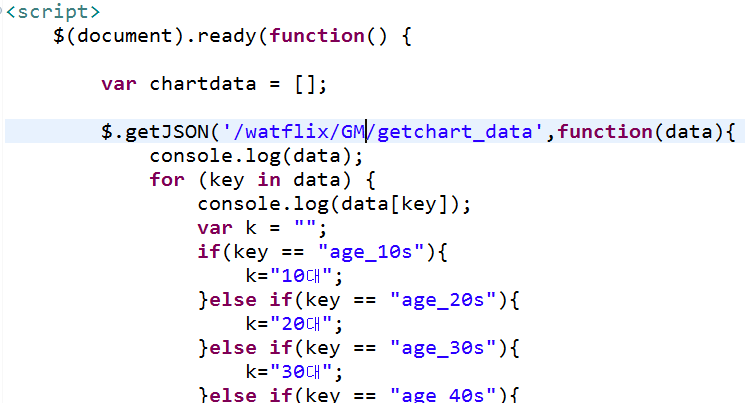 <script>
$(document).ready(function() {
var chartdata = [];
$.getJSON('/watflix/GM/getchart_data',function(data){
console.log(data);
for (key in data) {
console.log(data[key]);
var k = "";
if(key == "age_10s"){
k="10대";
}else if(key == "age_20s"){
k="20대";
}else if(key == "age_30s"){
k="30대";
}else if(key == "age_40s"){